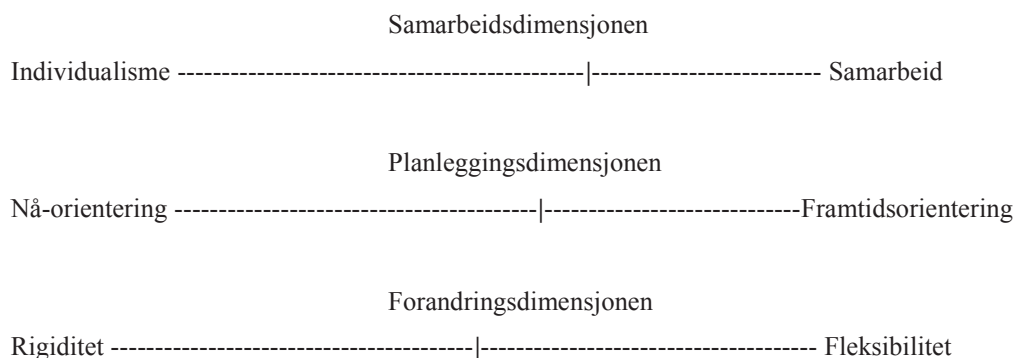 Samarbeidsdimensjonen
Individualisme ----------------------------------------------|-------------------------- Samarbeid
Planleggingsdimensjonen
Nå-orientering -----------------------------------------|-----------------------------Framtidsorientering
Forandringsdimensjonen
Rigiditet -----------------------------------------|-------------------------------------- Fleksibilitet